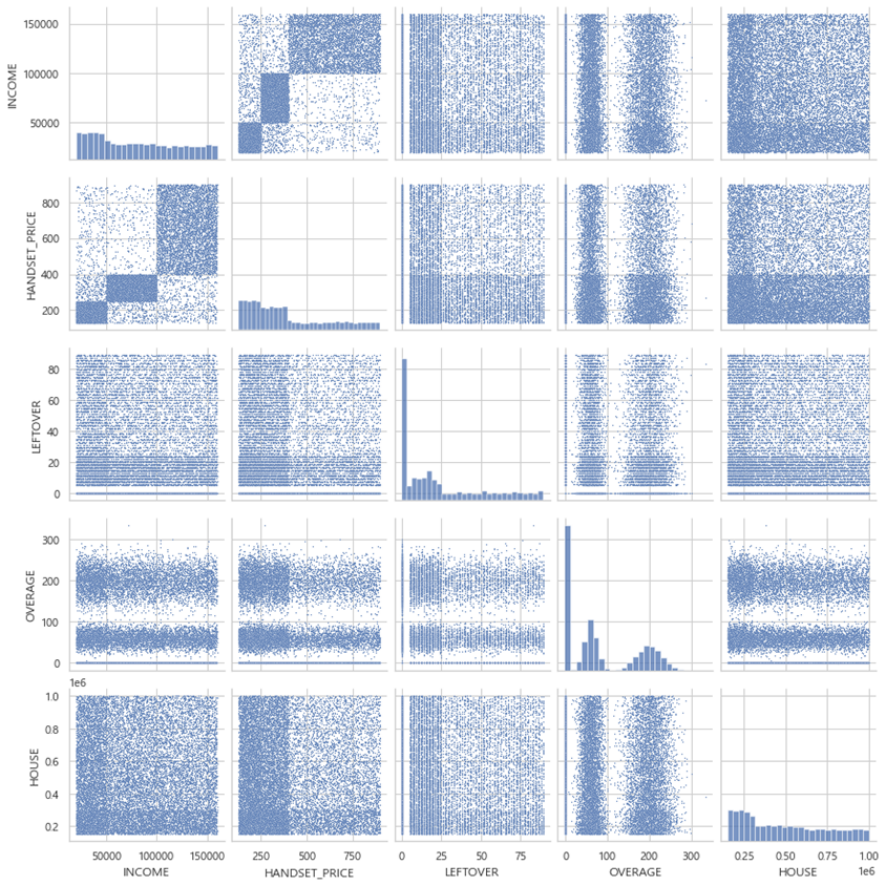 150000
100000
50000
INCOME
800
600
400
200
HANDSET_PRICE
80
60
40
20
0
LEFTOVER
300
200
100
0
OVERAGE
1e6
1.0
0.8
0.6
0.4
0.2
HOUSE
50000 100000 150000 250 500 750 0 25 50 75 0 100 200 300 0.25 0.50 0.75 1.00
INCOME HANDSET_PRICE LEFTOVER OVERAGE HOUSE 1e6